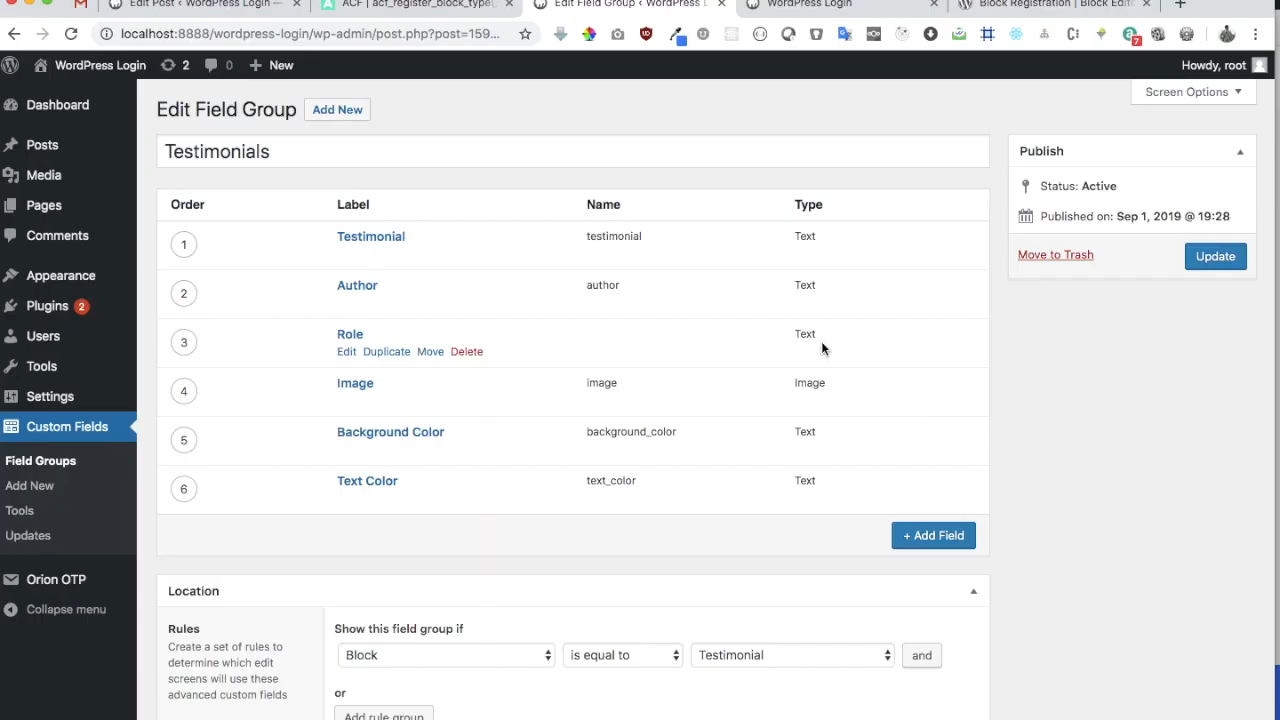 Edit Post ‹ WordPress Login —
ACF | acf_register_block_type(
Edit Field Group ‹ WordPress L
WordPress Login
Block Registration | Block Edit
localhost:8888/wordpress-login/wp-admin/post.php?post=159...
7
WordPress Login
2
0
New
Howdy, root
Dashboard
Posts
Media
Pages
Comments
Appearance
Plugins 2
Users
Tools
Settings
Custom Fields
Field Groups
Add New
Tools
Updates
Orion OTP
Collapse menu
Screen Options
Edit Field Group
Add New
Testimonials
Order Label Name Type
1 Testimonial testimonial Text
2 Author author Text
3 Role Text
Edit Duplicate Move Delete
4 Image image Image
5 Background Color background_color Text
6 Text Color text_color Text
+ Add Field
Location
Rules
Create a set of rules to
determine which edit
screens will use these
advanced custom fields
Show this field group if
Block is equal to Testimonial and
or
Add rule group
Publish
Status: Active
Published on: Sep 1, 2019 @ 19:28
Move to Trash
Update